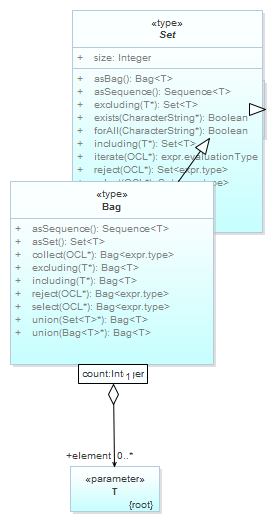 «type»
Set
+ size: Integer
+ asBag(): Bag<T>
+ asSequence(): Sequence<T>
+ excluding(T*): Set<T>
+ exists(CharacterString*): Boolean
+ forAll(CharacterString*): Boolean
+ including(T*): Set<T>
+ iterate(OCL*): expr.evaluationType
+ reject(OCL*): Set<expr.type>
«type»
Bag
+ asSequence(): Sequence<T>
+ asSet(): Set<T>
+ collect(OCL*): Bag<expr.type>
+ excluding(T*): Bag<T>
+ including(T*): Bag<T>
+ reject(OCL*): Bag<expr.type>
+ select(OCL*): Bag<expr.type>
+ union(Set<T>*): Bag<T>
+ union(Bag<T>*): Bag<T>
count:Int 1 er
+element 0..*
«parameter»
T
{root}